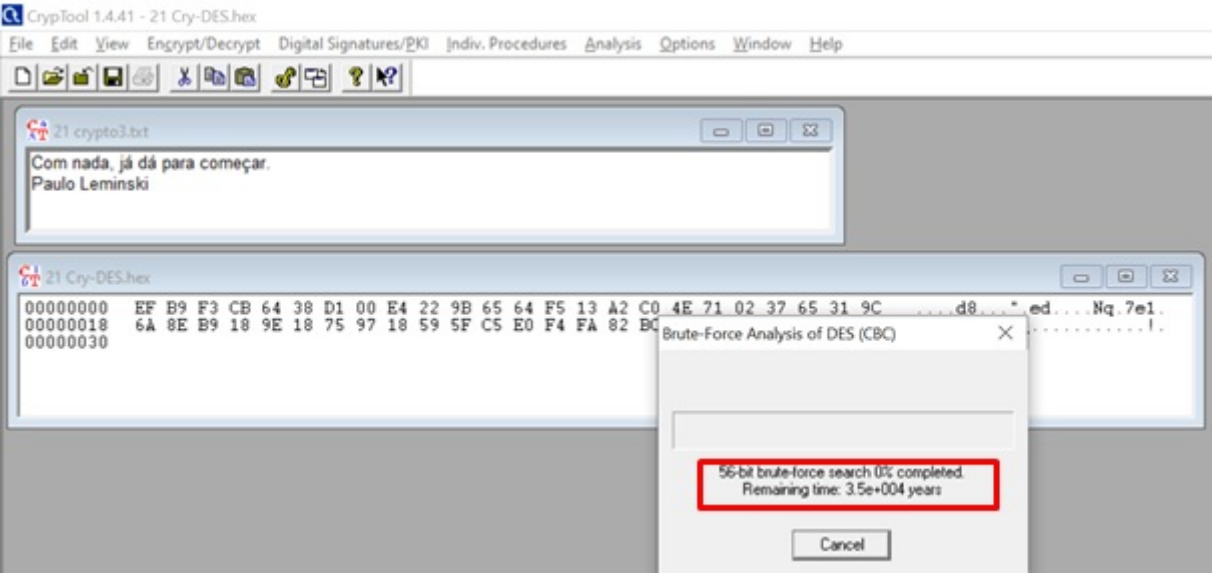 CrypTool 1.4.41 - 21 Cry-DES.hex
File Edit View Encrypt/Decrypt Digital Signatures/PKI Indiv. Procedures Analysis Options Window Help
21 crypto3.txt
Com nada, já dá para começar.
Paulo Leminski
21 Cry-DES.hex
00000000 EF B9 F3 CB 64 38 D1 00 E4 22 9B 65 64 F5 13 A2 C0 4E 71 02 37 65 31 9C ....d8...".ed....Nq.7e1.
00000018 6A 8E B9 18 9E 18 75 97 18 59 5F C5 E0 F4 FA 82
00000030
Brute-Force Analysis of DES (CBC)
56-bit brute-force search 0% completed.
Remaining time: 3.5e+004 years
Cancel